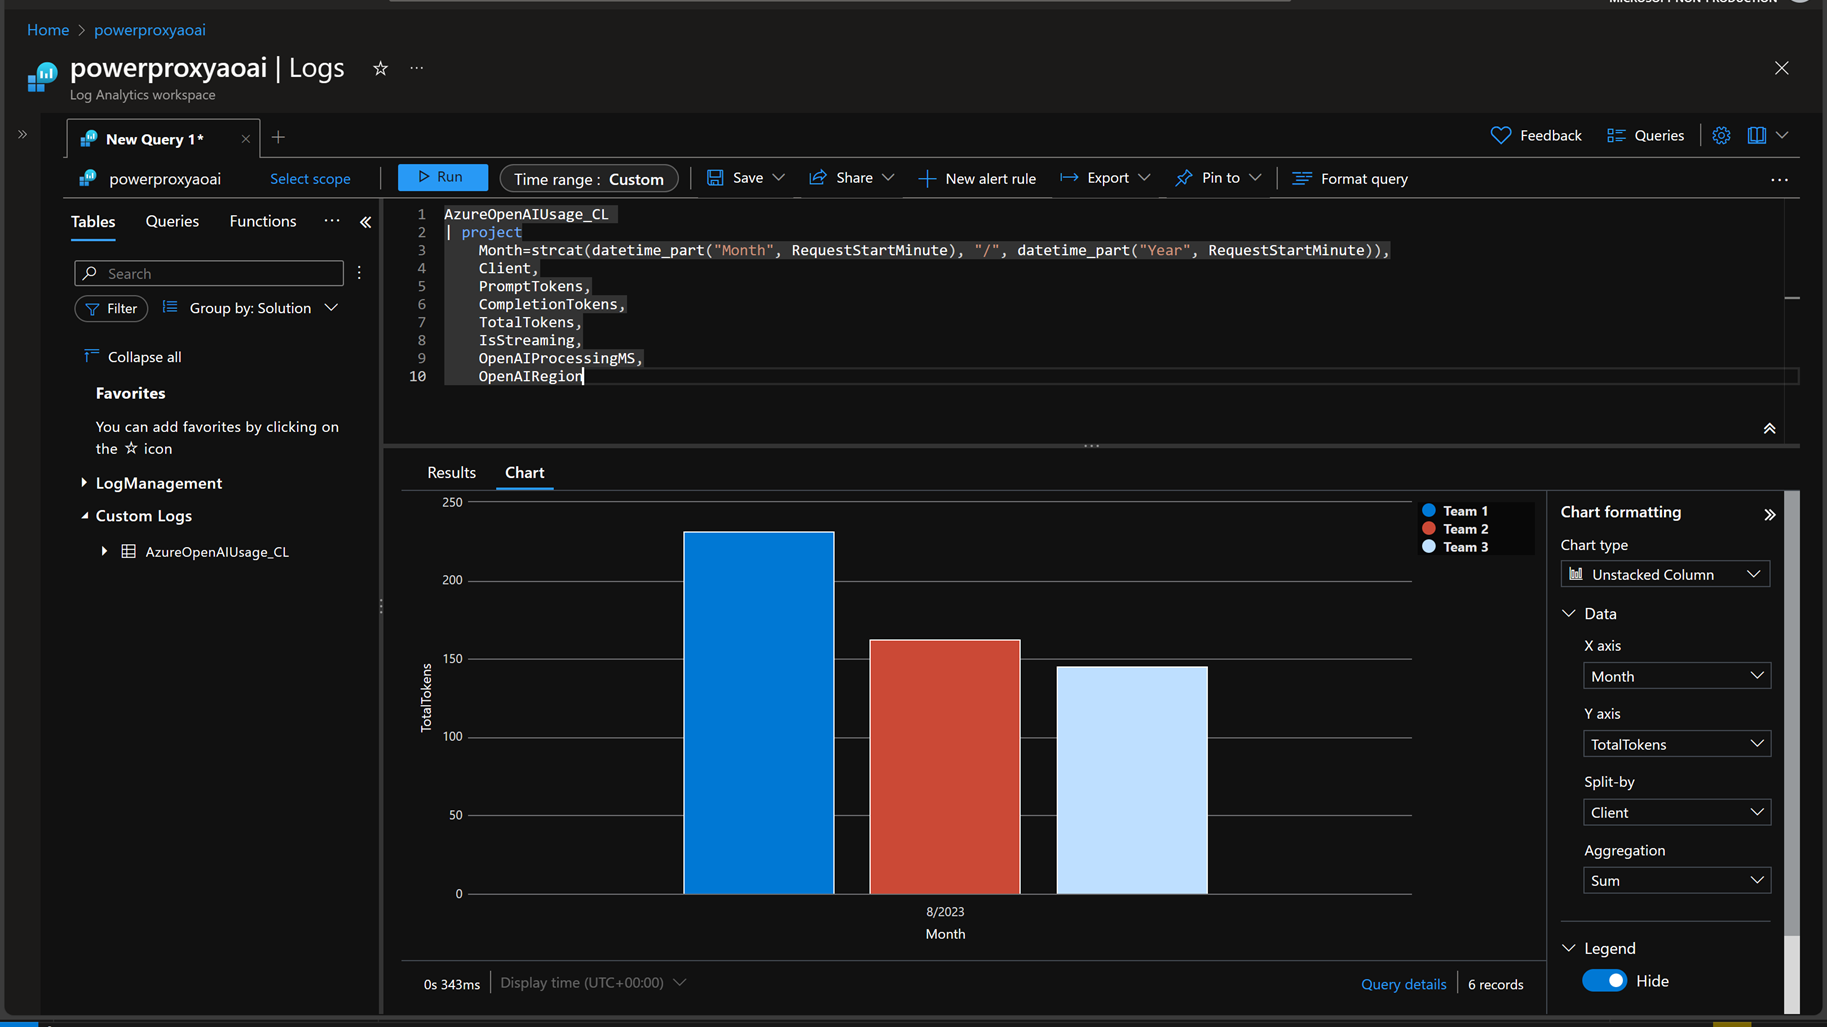 MICROSOFT NON-PRODUCTION
Home > powerproxyaoai
powerproxyaoai | Logs
Log Analytics workspace
New Query 1*
Feedback
Queries
powerproxyaoai
Select scope
Run
Time range : Custom
Save
Share
New alert rule
Export
Pin to
Format query
Tables
Queries
Functions
Search
Filter
Group by: Solution
Collapse all
Favorites
You can add favorites by clicking on
the ☆ icon
LogManagement
Custom Logs
AzureOpenAIUsage_CL
1 AzureOpenAIUsage_CL
2 | project
3 Month=strcat(datetime_part("Month", RequestStartMinute), "/", datetime_part("Year", RequestStartMinute)),
4 Client,
5 PromptTokens,
6 CompletionTokens,
7 TotalTokens,
8 IsStreaming,
9 OpenAIProcessingMS,
10 OpenAIRegion
Results
Chart
250
200
150
100
50
0
TotalTokens
8/2023
Month
Team 1
Team 2
Team 3
Chart formatting
Chart type
Unstacked Column
Data
X axis
Month
Y axis
TotalTokens
Split-by
Client
Aggregation
Sum
Legend
Hide
0s 343ms
Display time (UTC+00:00)
Query details
6 records